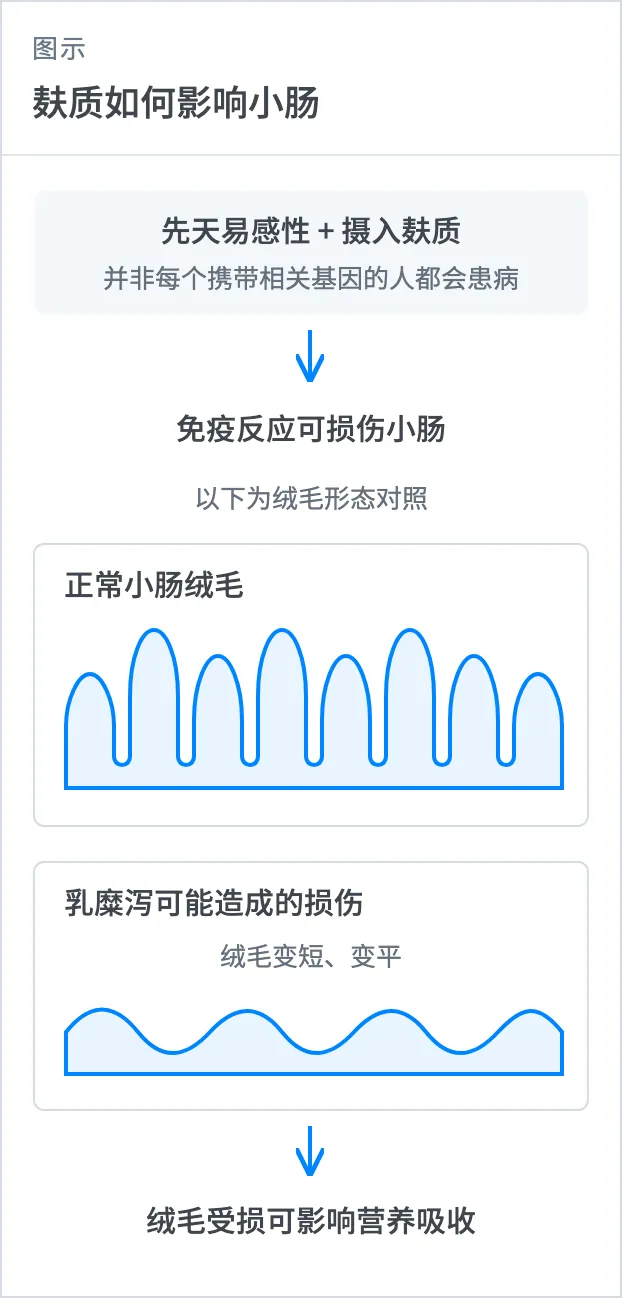 图示
麸质如何影响小肠
先天易感性 + 摄入麸质
并非每个携带相关基因的人都会患病
免疫反应可损伤小肠
以下为绒毛形态对照
正常小肠绒毛
乳糜泻可能造成的损伤
绒毛变短、变平
绒毛受损可影响营养吸收